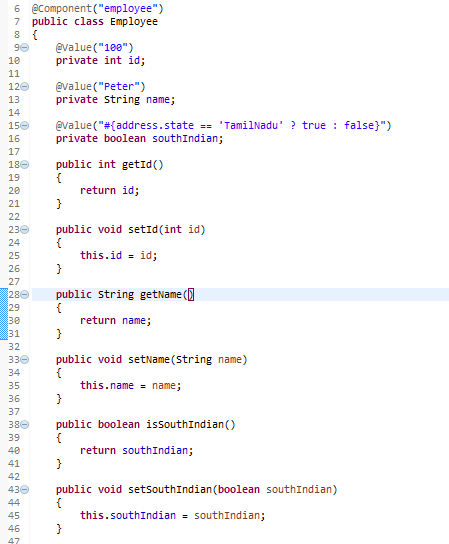 6 @Component("employee")
7 public class Employee
8 {
9 @Value("100")
10 private int id;
11
12 @Value("Peter")
13 private String name;
14
15 @Value("#{address.state == 'TamilNadu' ? true : false}")
16 private boolean southIndian;
17
18 public int getId()
19 {
20 return id;
21 }
22
23 public void setId(int id)
24 {
25 this.id = id;
26 }
27
28 public String getName()
29 {
30 return name;
31 }
32
33 public void setName(String name)
34 {
35 this.name = name;
36 }
37
38 public boolean isSouthIndian()
39 {
40 return southIndian;
41 }
42
43 public void setSouthIndian(boolean southIndian)
44 {
45 this.southIndian = southIndian;
46 }
47